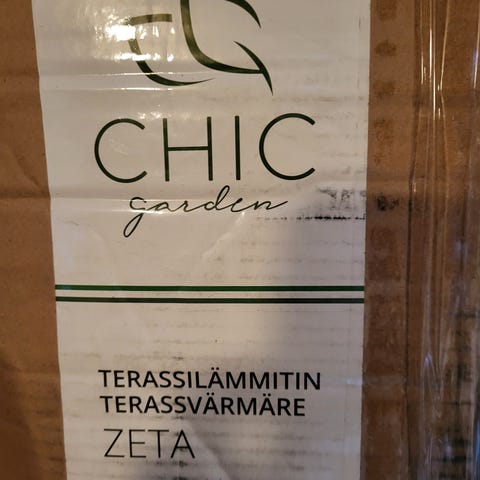 CHIC
garden
TERASSILÄMMITIN
TERASSVÄRMÄRE
ZETA